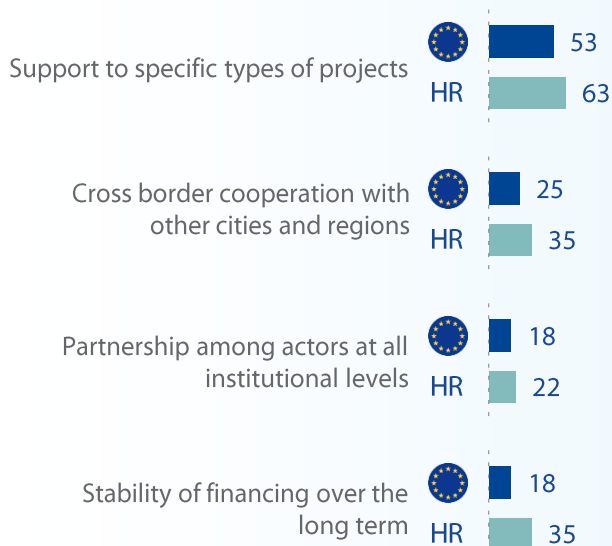 53
Support to specific types of projects
HR 63
Cross border cooperation with 25
other cities and regions
HR 35
Partnership among actors at all 18
institutional levels
HR 22
Stability of financing over the 18
long term
HR 35